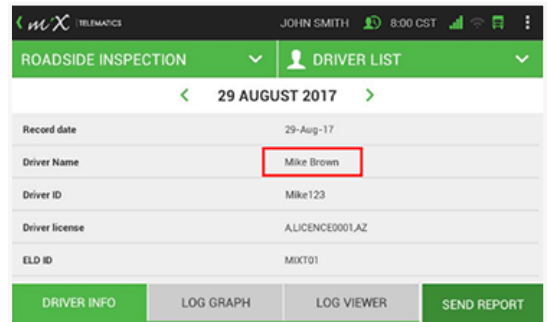 miX TELEMATICS JOHN SMITH 8:00 CST
ROADSIDE INSPECTION DRIVER LIST
29 AUGUST 2017
Record date 29-Aug-17
Driver Name Mike Brown
Driver ID Mike123
Driver license A,LICENCE0001,AZ
ELD ID MIXT01
DRIVER INFO LOG GRAPH LOG VIEWER SEND REPORT